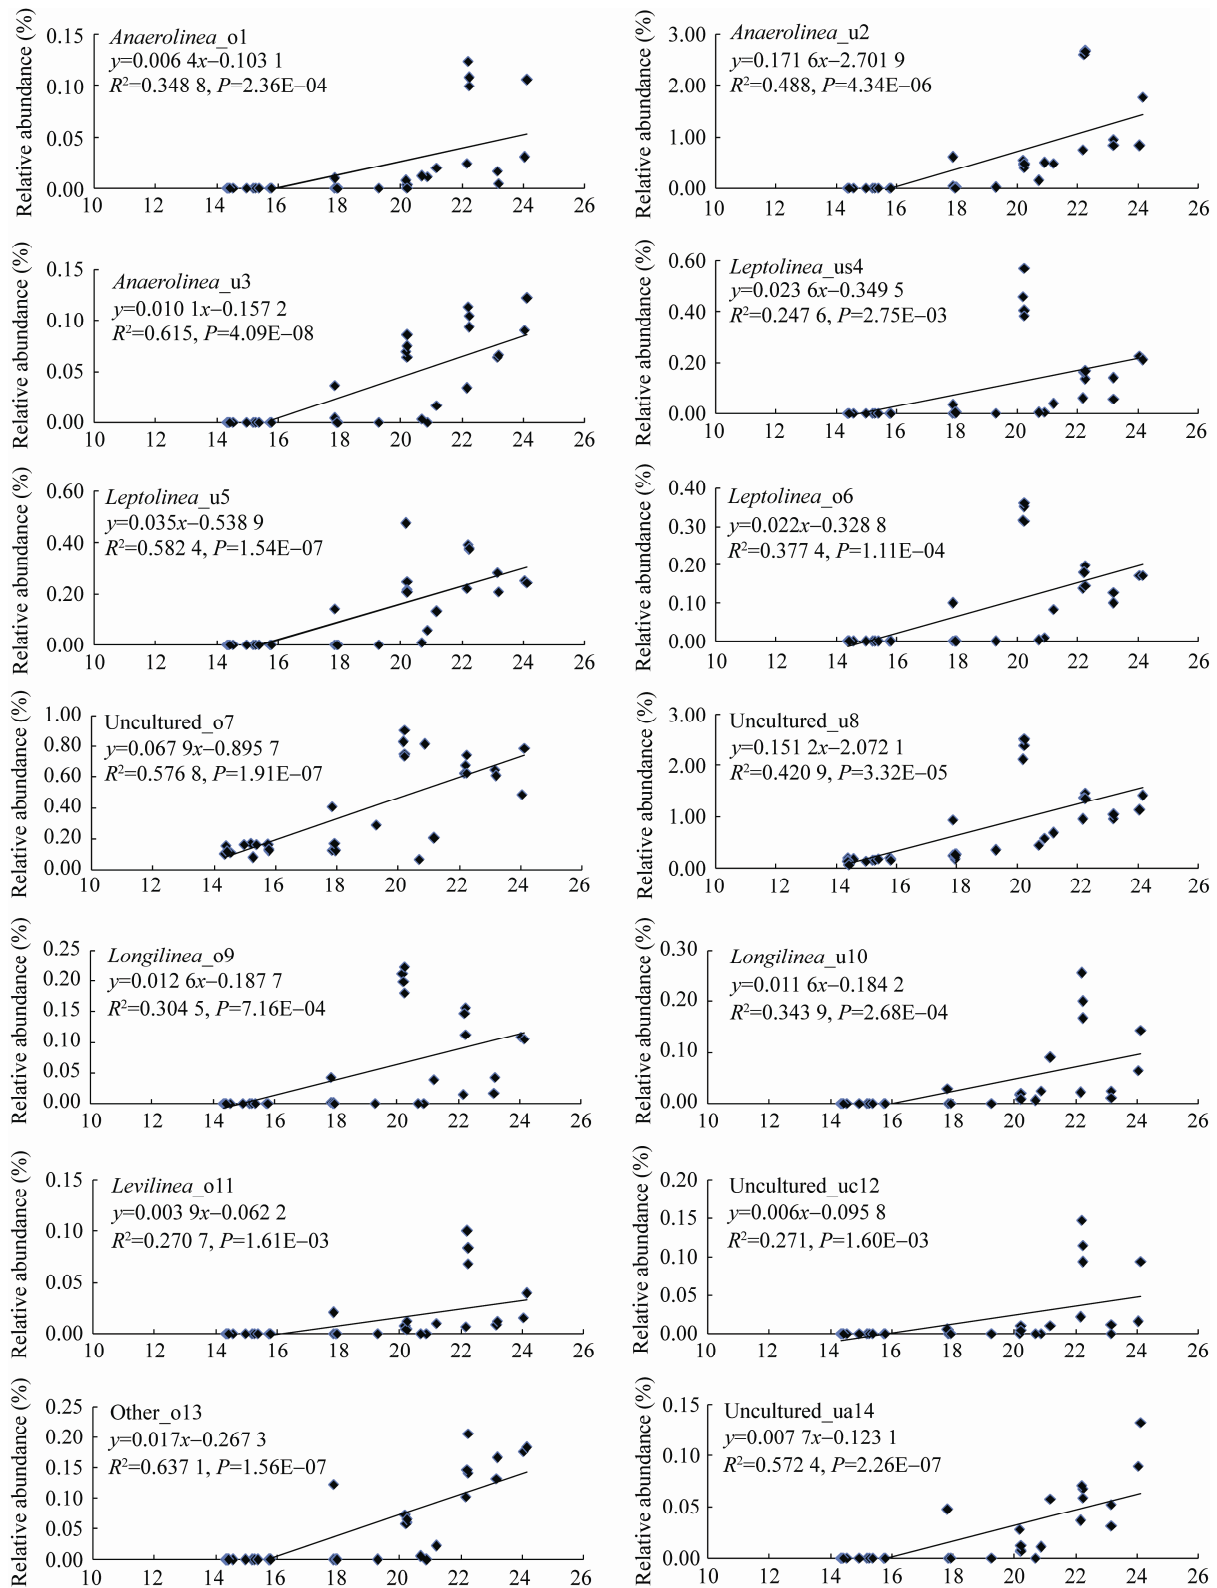 Relative abundance (%)
Anaerolinea_o1
y=0.006 4x−0.103 1
R²=0.348 8, P=2.36E−04
0.15
0.10
0.05
0.00
10 12 14 16 18 20 22 24 26
Relative abundance (%)
Anaerolinea_u2
y=0.171 6x−2.701 9
R²=0.488, P=4.34E−06
3.00
2.00
1.00
0.00
10 12 14 16 18 20 22 24 26
Relative abundance (%)
Anaerolinea_u3
y=0.010 1x−0.157 2
R²=0.615, P=4.09E−08
0.15
0.10
0.05
0.00
10 12 14 16 18 20 22 24 26
Relative abundance (%)
Leptolinea_us4
y=0.023 6x−0.349 5
R²=0.247 6, P=2.75E−03
0.60
0.40
0.20
0.00
10 12 14 16 18 20 22 24 26
Relative abundance (%)
Leptolinea_u5
y=0.035x−0.538 9
R²=0.582 4, P=1.54E−07
0.60
0.40
0.20
0.00
10 12 14 16 18 20 22 24 26
Relative abundance (%)
Leptolinea_o6
y=0.022x−0.328 8
R²=0.377 4, P=1.11E−04
0.40
0.30
0.20
0.10
0.00
10 12 14 16 18 20 22 24 26
Relative abundance (%)
Uncultured_o7
y=0.067 9x−0.895 7
R²=0.576 8, P=1.91E−07
1.00
0.80
0.60
0.40
0.20
0.00
10 12 14 16 18 20 22 24 26
Relative abundance (%)
Uncultured_u8
y=0.151 2x−2.072 1
R²=0.420 9, P=3.32E−05
3.00
2.00
1.00
0.00
10 12 14 16 18 20 22 24 26
Relative abundance (%)
Longilinea_o9
y=0.012 6x−0.187 7
R²=0.304 5, P=7.16E−04
0.25
0.20
0.15
0.10
0.05
0.00
10 12 14 16 18 20 22 24 26
Relative abundance (%)
Longilinea_u10
y=0.011 6x−0.184 2
R²=0.343 9, P=2.68E−04
0.30
0.20
0.10
0.00
10 12 14 16 18 20 22 24 26
Relative abundance (%)
Levilinea_o11
y=0.003 9x−0.062 2
R²=0.270 7, P=1.61E−03
0.15
0.10
0.05
0.00
10 12 14 16 18 20 22 24 26
Relative abundance (%)
Uncultured_uc12
y=0.006x−0.095 8
R²=0.271, P=1.60E−03
0.20
0.15
0.10
0.05
0.00
10 12 14 16 18 20 22 24 26
Relative abundance (%)
Other_o13
y=0.017x−0.267 3
R²=0.637 1, P=1.56E−07
0.25
0.20
0.15
0.10
0.05
0.00
10 12 14 16 18 20 22 24 26
Relative abundance (%)
Uncultured_ua14
y=0.007 7x−0.123 1
R²=0.572 4, P=2.26E−07
0.15
0.10
0.05
0.00
10 12 14 16 18 20 22 24 26